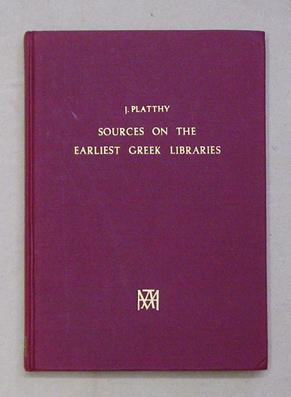 J. PLATTHY
SOURCES ON THE
EARLIEST GREEK LIBRARIES